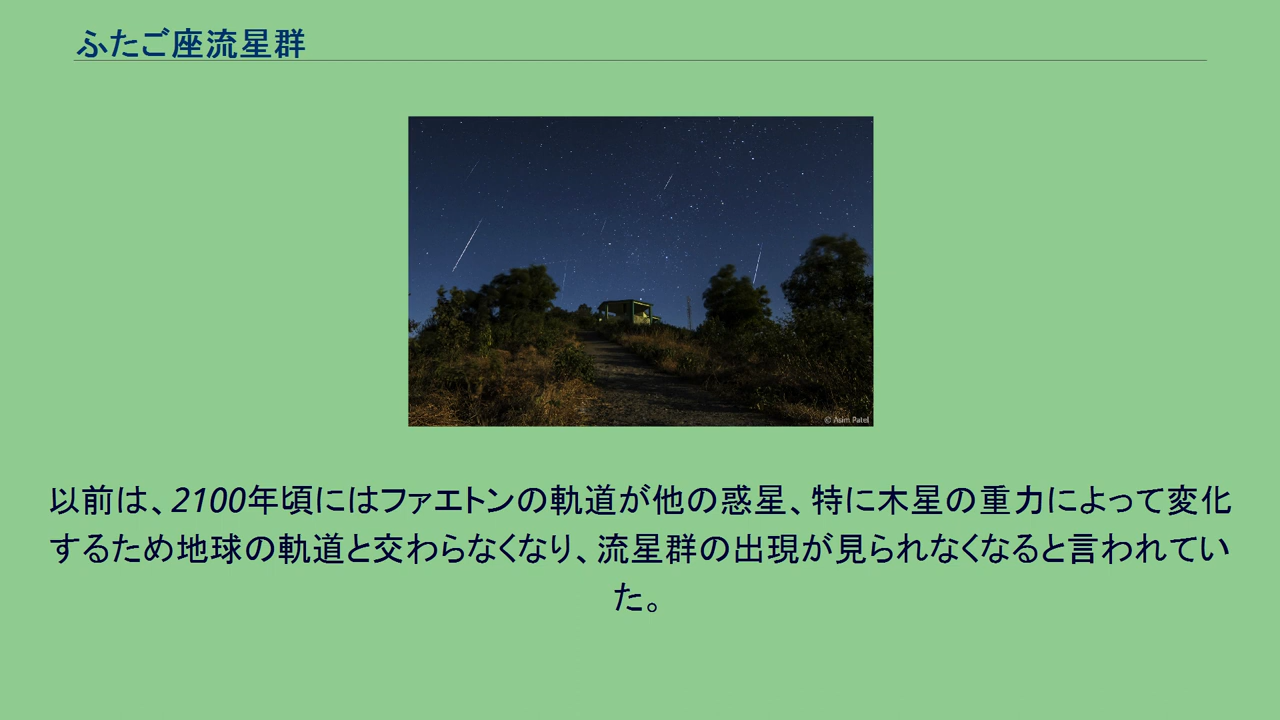 ふたご座流星群
© Asim Patel
以前は、2100年頃にはファエトンの軌道が他の惑星、特に木星の重力によって変化
するため地球の軌道と交わらなくなり、流星群の出現が見られなくなると言われてい
た。